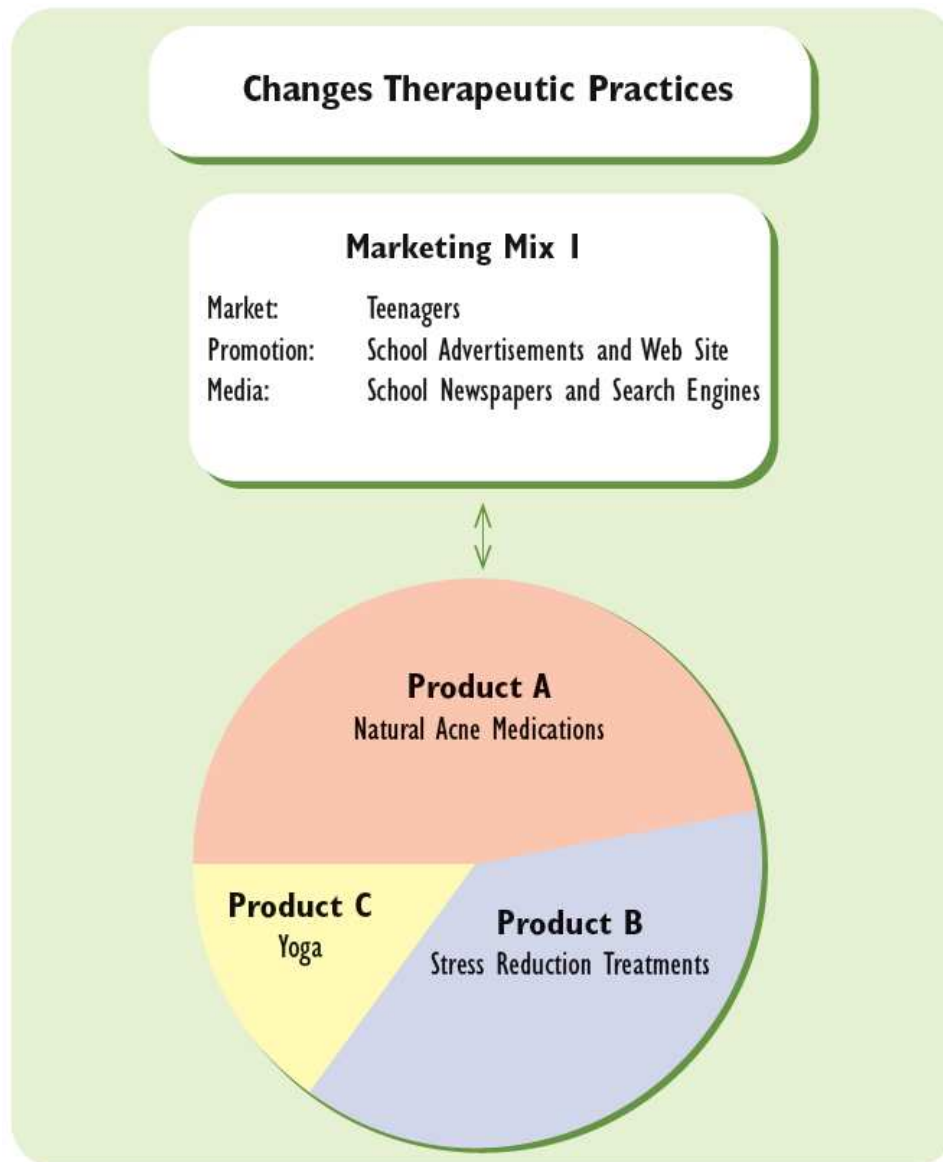 Changes Therapeutic Practices
Marketing Mix I
Market: Teenagers
Promotion: School Advertisements and Web Site
Media: School Newspapers and Search Engines
Product A
Natural Acne Medications
Product C
Yoga
Product B
Stress Reduction Treatments